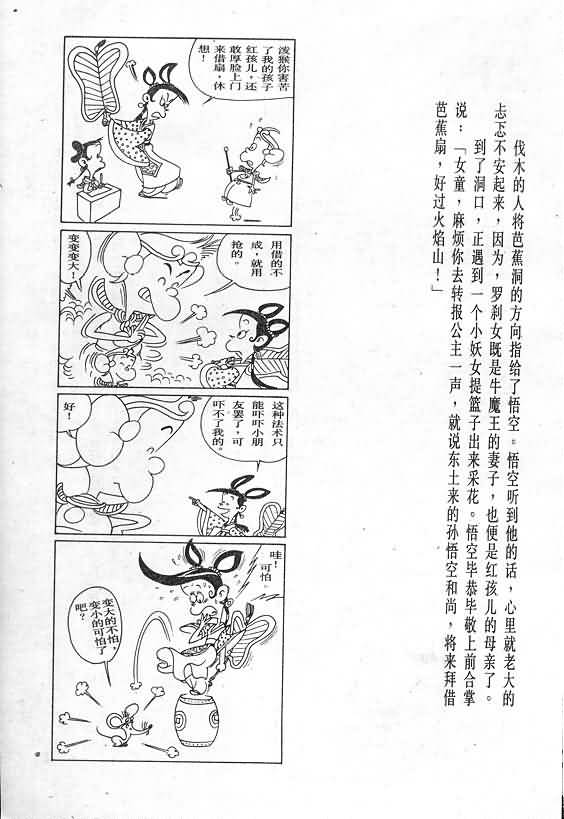 伐木的人将芭蕉洞的方向指给了悟空。悟空听到他的话，心里就老大的
忐忑不安起来，因为，罗刹女既是牛魔王的妻子，也便是红孩儿的母亲了。
到了洞口，正遇到一个小妖女提篮子出来采花。悟空毕恭毕敬上前合掌
说：「女童，麻烦你去转报公主一声，就说东土来的孙悟空和尚，将来拜借
芭蕉扇，好过火焰山！」
泼猴你害苦
了我的孩子
红孩儿，还
敢厚脸上门
来借扇，休
想！
用借的不
成，就用
抢的。
变变变大！
这种法术只
能吓吓小朋
友罢了，可
吓不了我的。
好！
哇！
可怕。
变大的不怕，
变小的可怕了
吧？